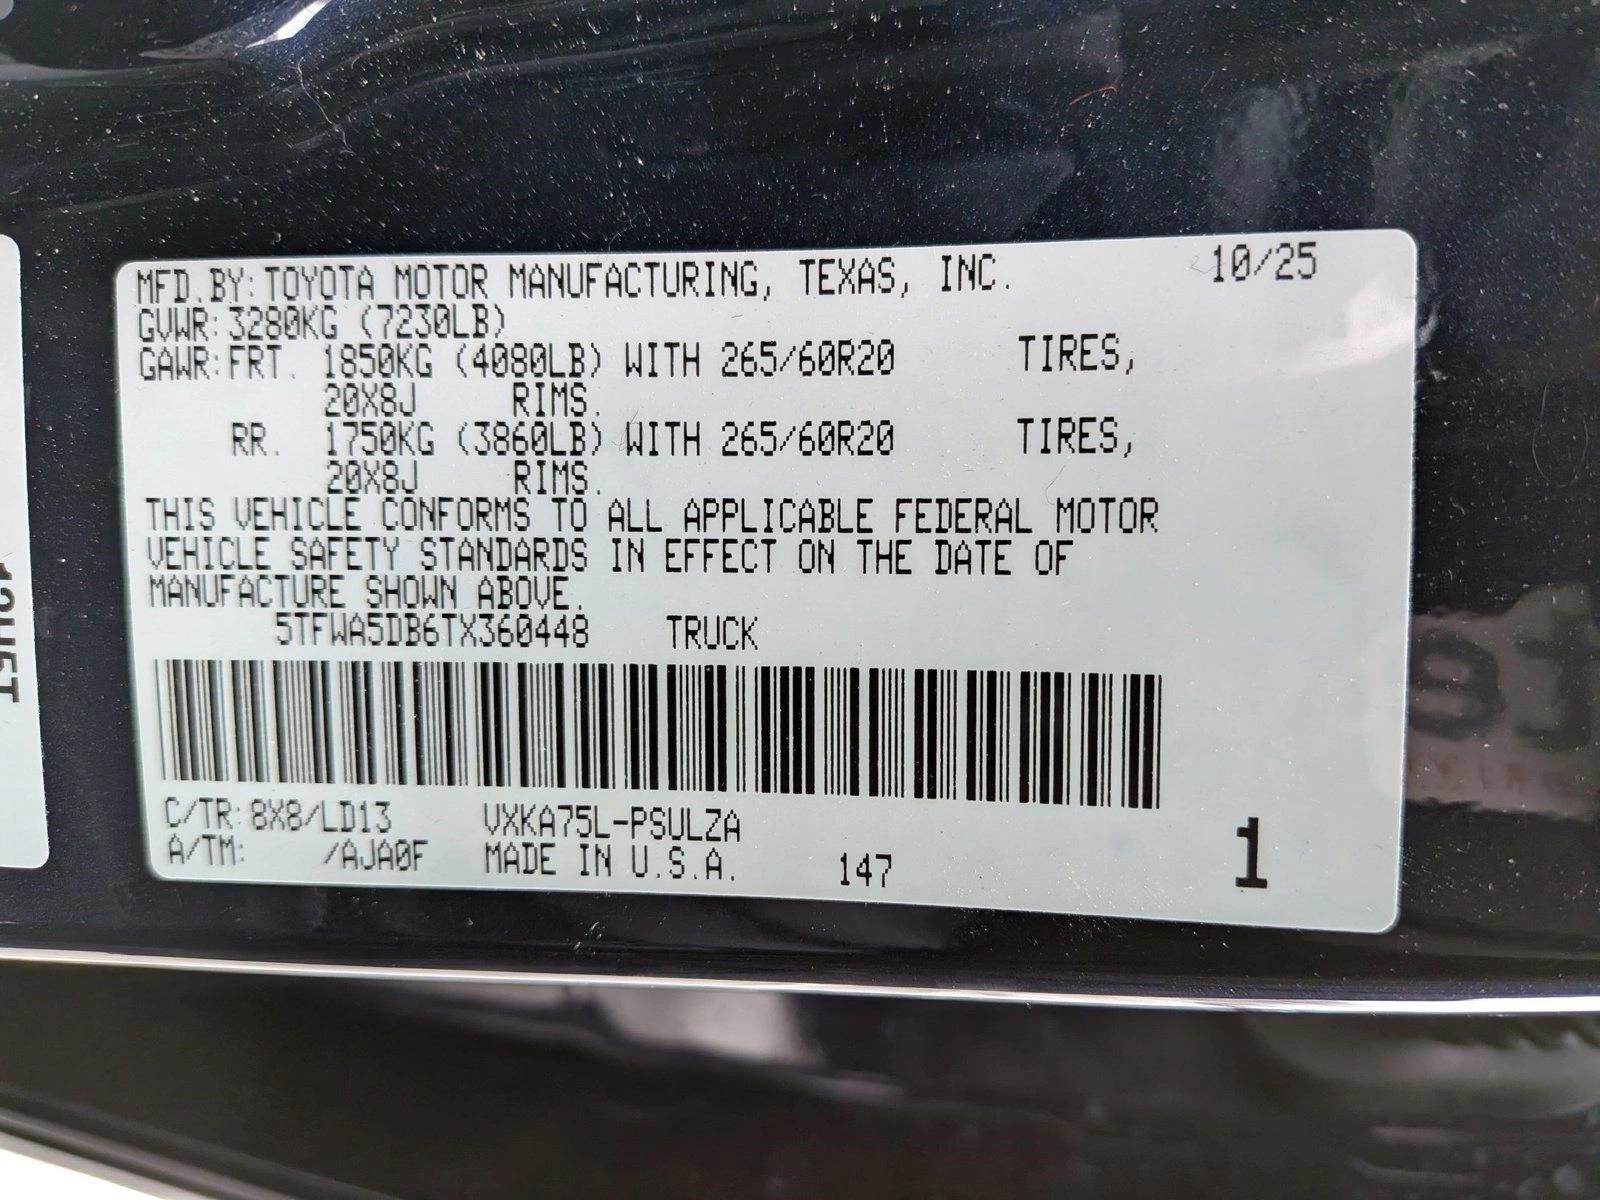 MFD.BY: TOYOTA MOTOR MANUFACTURING, TEXAS, INC. 10/25
GVWR: 3280KG (7230LB)
GAWR: FRT. 1850KG (4080LB) WITH 265/60R20 TIRES,
20X8J RIMS.
RR. 1750KG (3860LB) WITH 265/60R20 TIRES,
20X8J RIMS.
THIS VEHICLE CONFORMS TO ALL APPLICABLE FEDERAL MOTOR
VEHICLE SAFETY STANDARDS IN EFFECT ON THE DATE OF
MANUFACTURE SHOWN ABOVE.
5TFWA5DB6TX360448 TRUCK
C/TR: 8X8/LD13 VXKA75L-PSULZA
A/TM: /AJA0F MADE IN U.S.A. 147 1